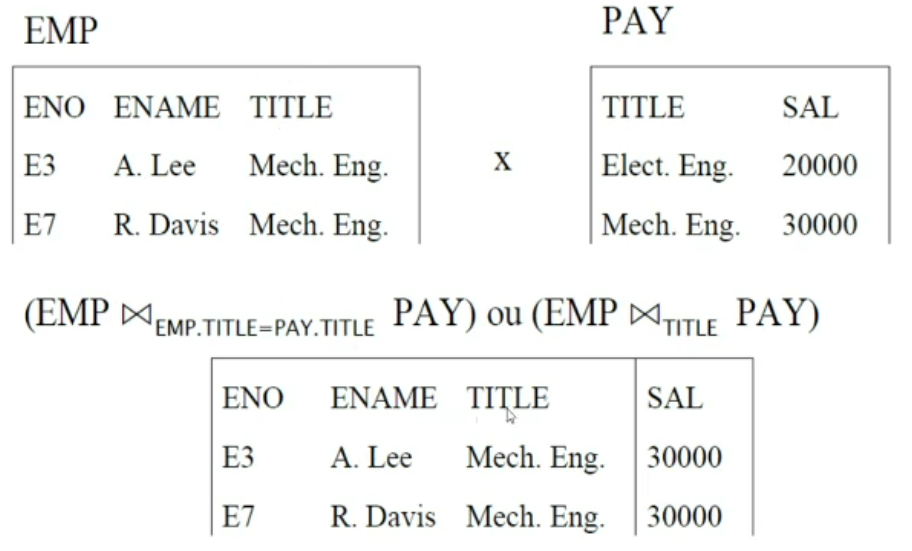 EMP
ENO ENAME TITLE
E3 A. Lee Mech. Eng.
E7 R. Davis Mech. Eng.
x
PAY
TITLE SAL
Elect. Eng. 20000
Mech. Eng. 30000
(EMP ⋈EMP.TITLE=PAY.TITLE PAY) ou (EMP ⋈TITLE PAY)
ENO ENAME TITLE SAL
E3 A. Lee Mech. Eng. 30000
E7 R. Davis Mech. Eng. 30000